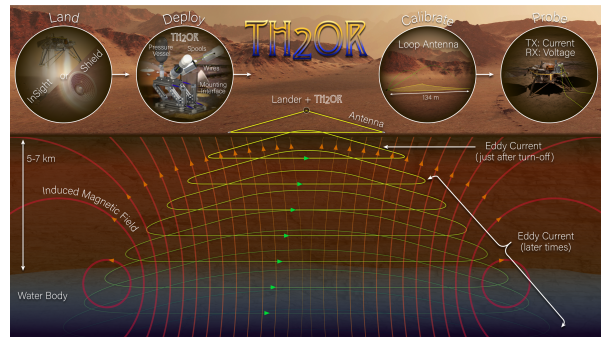 Land
Deploy
Calibrate
Probe
TH2OR
InSight
or
Shield
TH2OR
Pressure
Vessel
Spools
Wires
Mounting
Interface
Loop Antenna
134 m
TX: Current
RX: Voltage
Lander + TH2OR
Antenna
Eddy Current
(just after turn-off)
5-7 km
Induced Magnetic Field
Eddy Current
(later times)
Water Body